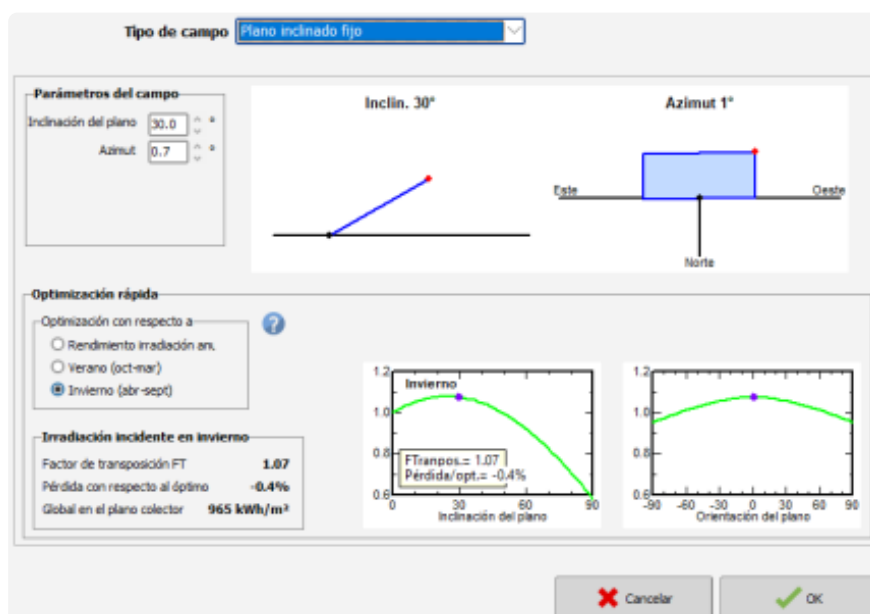 Tipo de campo Plano inclinado fijo
Parámetros del campo
Inclinación del plano 30.0 °
Azimut 0.7 °
Inclin. 30°
Azimut 1°
Este Oeste
Norte
Optimización rápida
Optimización con respecto a
Rendimiento irradiación anu.
Verano (oct-mar)
Invierno (abr-sept)
?
Irradiación incidente en invierno
Factor de transposición FT 1.07
Pérdida con respecto al óptimo -0.4%
Global en el plano colector 965 kWh/m²
1.2
1.0
0.8
0.6
Invierno
FTranpos.= 1.07
Pérdida/opt.= -0.4%
0 30 60 90
Inclinación del plano
1.2
1.0
0.8
0.6
-90 -60 -30 0 30 60 90
Orientación del plano
Cancelar OK